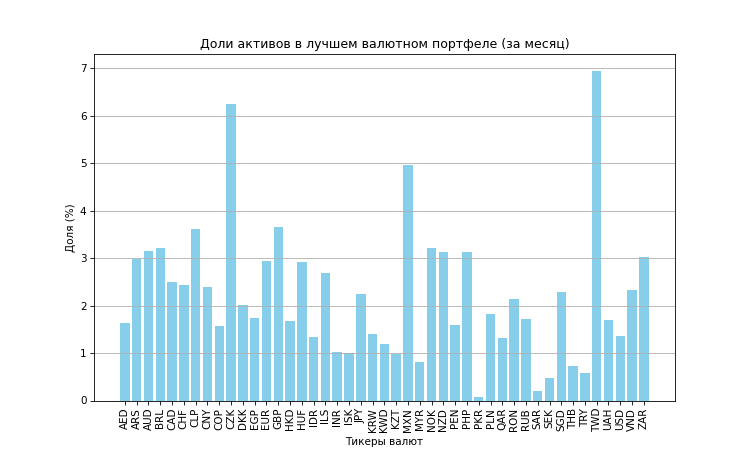 Доли активов в лучшем валютном портфеле (за месяц)
7
6
5
4
3
2
1
0
Доля (%)
AED
ARS
AUD
BRL
CAD
CHF
CLP
CNY
COP
CZK
DKK
EGP
EUR
GBP
HKD
HUF
IDR
ILS
INR
ISK
JPY
KRW
KWD
KZT
MXN
MYR
NOK
NZD
PEN
PHP
PKR
PLN
QAR
RON
RUB
SAR
SEK
SGD
THB
TRY
TWD
UAH
USD
VND
ZAR
Тикеры валют